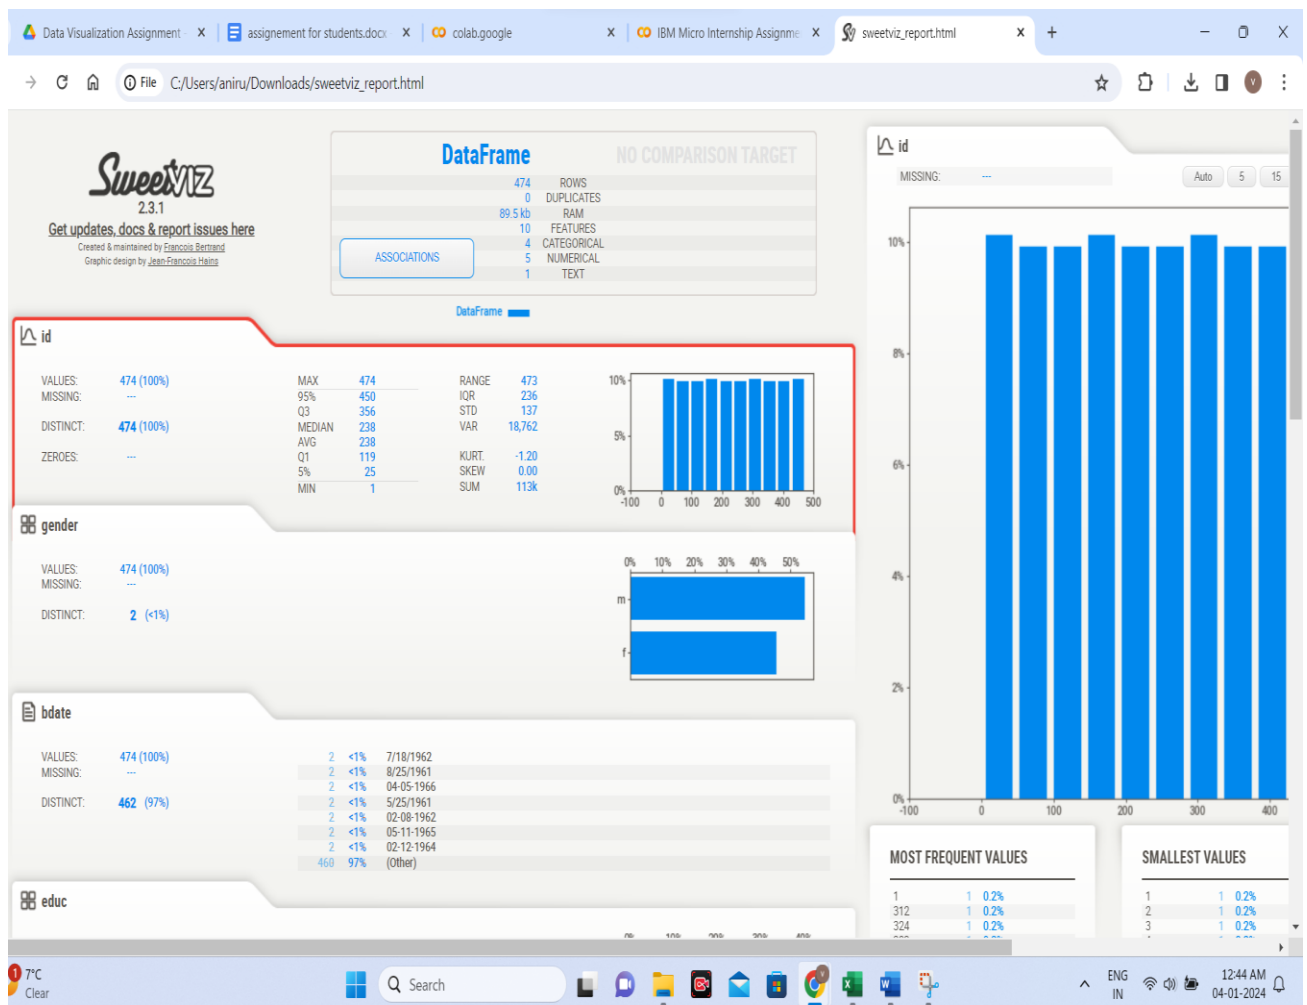 Data Visualization Assignment
assignement for students.docx
colab.google
IBM Micro Internship Assignme
sweetviz_report.html
File C:/Users/aniru/Downloads/sweetviz_report.html
V
SweetVIZ
2.3.1
Get updates, docs & report issues here
Created & maintained by Francois Bertrand
Graphic design by Jean-Francois Hains
DataFrame
NO COMPARISON TARGET
474 ROWS
0 DUPLICATES
89.5 kb RAM
10 FEATURES
4 CATEGORICAL
5 NUMERICAL
1 TEXT
ASSOCIATIONS
DataFrame
id
VALUES: 474 (100%)
MISSING: ---
DISTINCT: 474 (100%)
ZEROES: ---
MAX 474
95% 450
Q3 356
MEDIAN 238
AVG 238
Q1 119
5% 25
MIN 1
RANGE 473
IQR 236
STD 137
VAR 18,762
KURT. -1.20
SKEW 0.00
SUM 113k
10%
5%
0%
-100 0 100 200 300 400 500
gender
VALUES: 474 (100%)
MISSING: ---
DISTINCT: 2 (<1%)
0% 10% 20% 30% 40% 50%
m
f
bdate
VALUES: 474 (100%)
MISSING: ---
DISTINCT: 462 (97%)
2 <1% 7/18/1962
2 <1% 8/25/1961
2 <1% 04-05-1966
2 <1% 5/25/1961
2 <1% 02-08-1962
2 <1% 05-11-1965
2 <1% 02-12-1964
460 97% (Other)
educ
0% 10% 20% 30% 40%
id
MISSING: ---
Auto 5 15
10%
8%
6%
4%
2%
0%
-100 0 100 200 300 400
MOST FREQUENT VALUES
1 1 0.2%
312 1 0.2%
324 1 0.2%
SMALLEST VALUES
1 1 0.2%
2 1 0.2%
3 1 0.2%
1
7°C
Clear
Search
ENG
IN
12:44 AM
04-01-2024